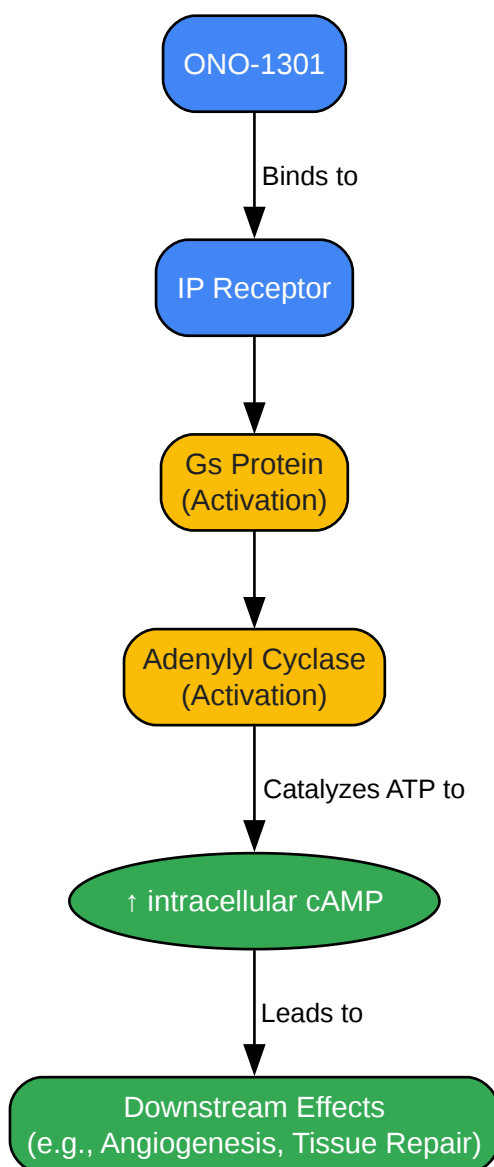 ONO-1301
Binds to
IP Receptor
Gs Protein
(Activation)
Adenylyl Cyclase
(Activation)
Catalyzes ATP to
↑ intracellular cAMP
Leads to
Downstream Effects
(e.g., Angiogenesis, Tissue Repair)